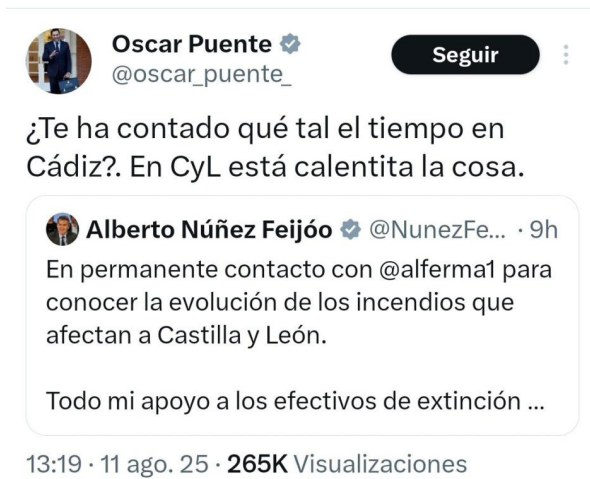 Oscar Puente
@oscar_puente_
Seguir
¿Te ha contado qué tal el tiempo en
Cádiz?. En CyL está calentita la cosa.
Alberto Núñez Feijóo @NunezFe... · 9h
En permanente contacto con @alferma1 para
conocer la evolución de los incendios que
afectan a Castilla y León.
Todo mi apoyo a los efectivos de extinción ...
13:19 · 11 ago. 25 · 265K Visualizaciones